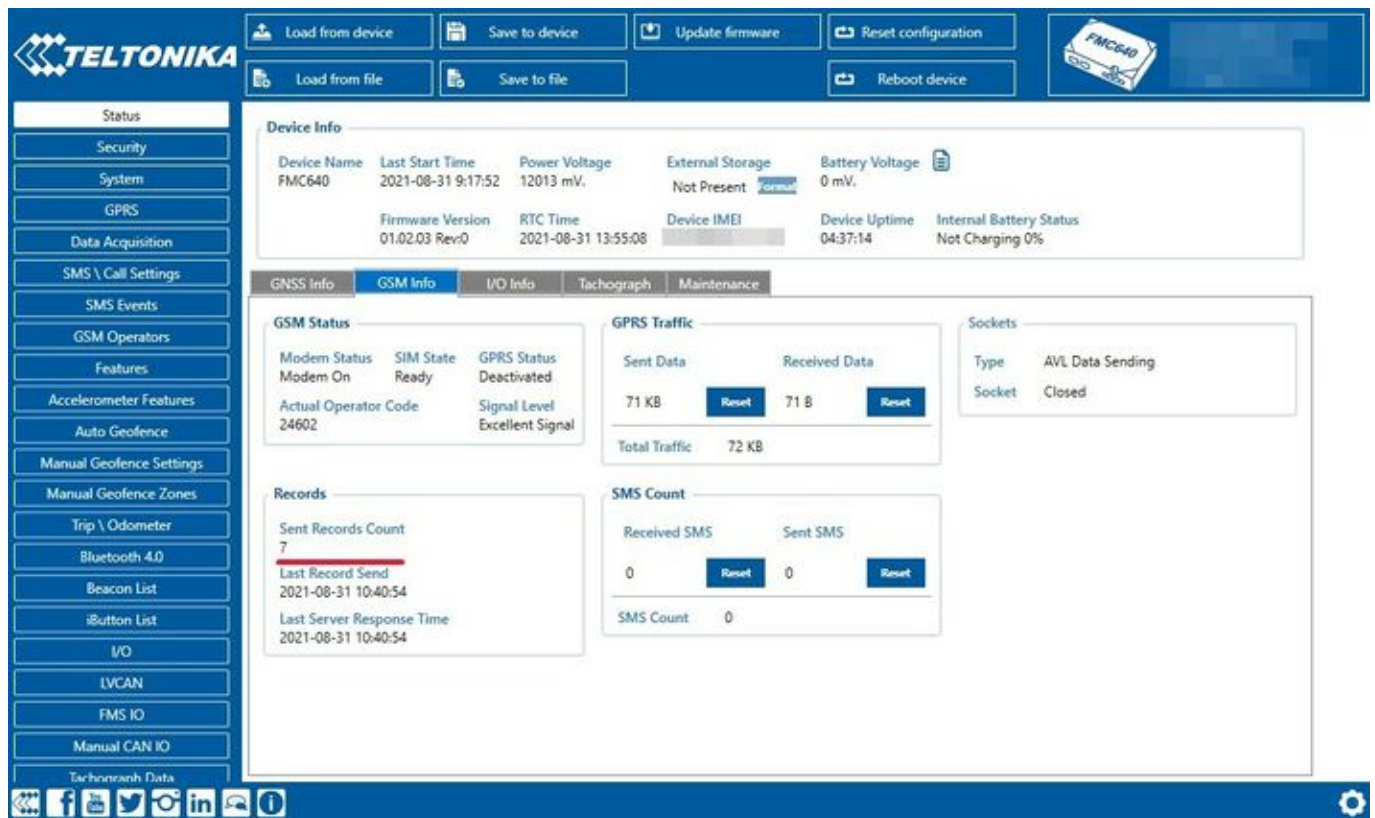 TELTONIKA
Load from device
Save to device
Update firmware
Reset configuration
Load from file
Save to file
Reboot device
FMC640
Status
Security
System
GPRS
Data Acquisition
SMS \ Call Settings
SMS Events
GSM Operators
Features
Accelerometer Features
Auto Geofence
Manual Geofence Settings
Manual Geofence Zones
Trip \ Odometer
Bluetooth 4.0
Beacon List
iButton List
I/O
LVCAN
FMS IO
Manual CAN IO
Tachograph Data
Device Info
Device Name Last Start Time Power Voltage External Storage Battery Voltage
FMC640 2021-08-31 9:17:52 12013 mV. Not Present Format 0 mV.
Firmware Version RTC Time Device IMEI Device Uptime Internal Battery Status
01.02.03 Rev:0 2021-08-31 13:55:08 04:37:14 Not Charging 0%
GNSS Info GSM Info I/O Info Tachograph Maintenance
GSM Status
Modem Status SIM State GPRS Status
Modem On Ready Deactivated
Actual Operator Code Signal Level
24602 Excellent Signal
GPRS Traffic
Sent Data Received Data
71 KB Reset 71 B Reset
Total Traffic 72 KB
Sockets
Type AVL Data Sending
Socket Closed
Records
Sent Records Count
7
Last Record Send
2021-08-31 10:40:54
Last Server Response Time
2021-08-31 10:40:54
SMS Count
Received SMS Sent SMS
0 Reset 0 Reset
SMS Count 0